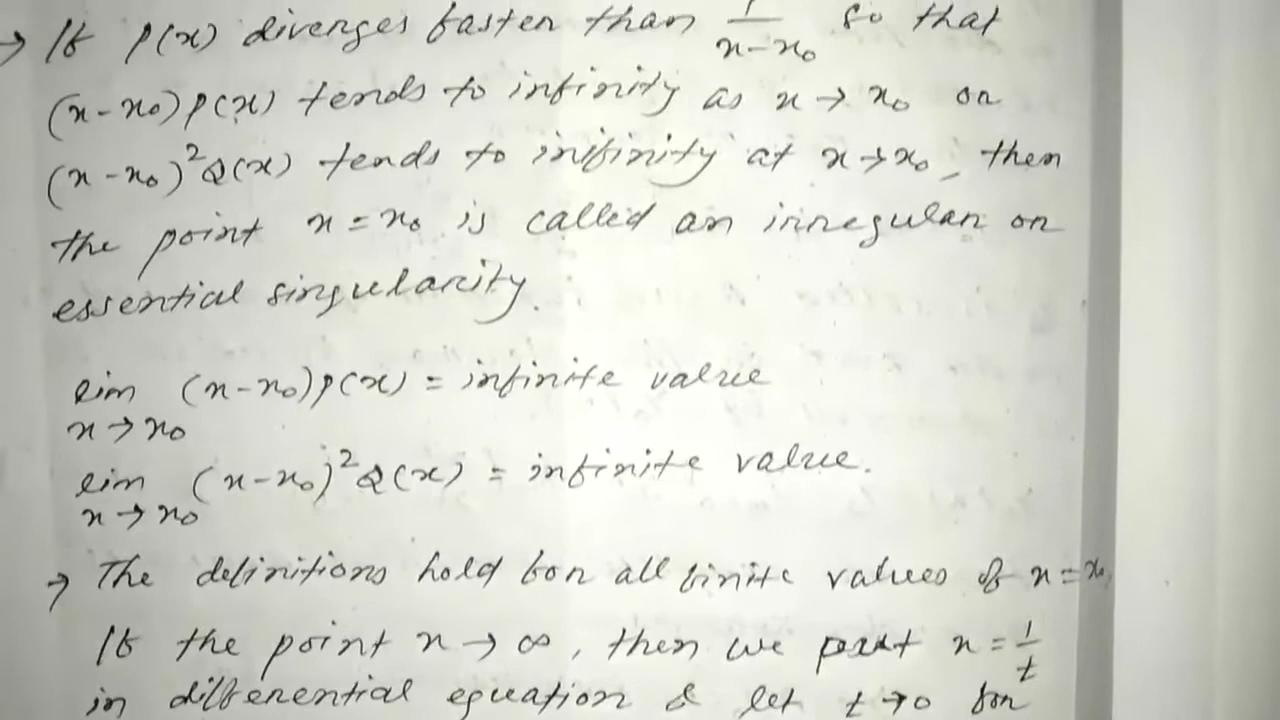 → If P(x) diverges faster than 1/(x-x₀) so that
(x-x₀)P(x) tends to infinity as x → x₀ or
(x-x₀)²Q(x) tends to inifinity at x→x₀, then
the point x = x₀ is called an irregular or
essential singularity.
lim (x-x₀)P(x) = infinite value
x → x₀
lim (x-x₀)²Q(x) = infinite value.
x → x₀
→ The definitions hold for all finite values of x = x₀,
If the point x → ∞, then we put x = 1/t
in differential equation & let t → 0 for